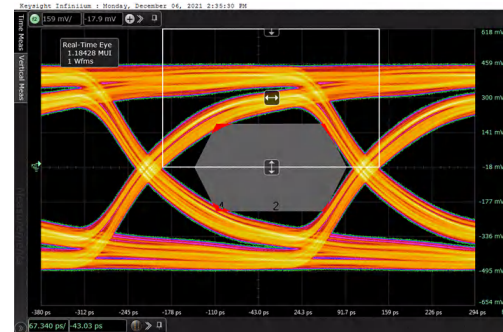 Keysight Infiniium : Monday, December 06, 2021 2:35:30 PM
159 mV/
-17.9 mV
618 mV
Time Meas
Vertical Meas
Real-Time Eye
1.18428 MUI
1 Wfms
459 mV
300 mV
141 mV
-18 mV
-177 mV
-336 mV
-495 mV
-654 mV
2
-380 ps
-312 ps
-245 ps
-178 ps
-110 ps
-43.0 ps
24.3 ps
91.7 ps
159 ps
226 ps
294 ps
67.340 ps/
-43.03 ps